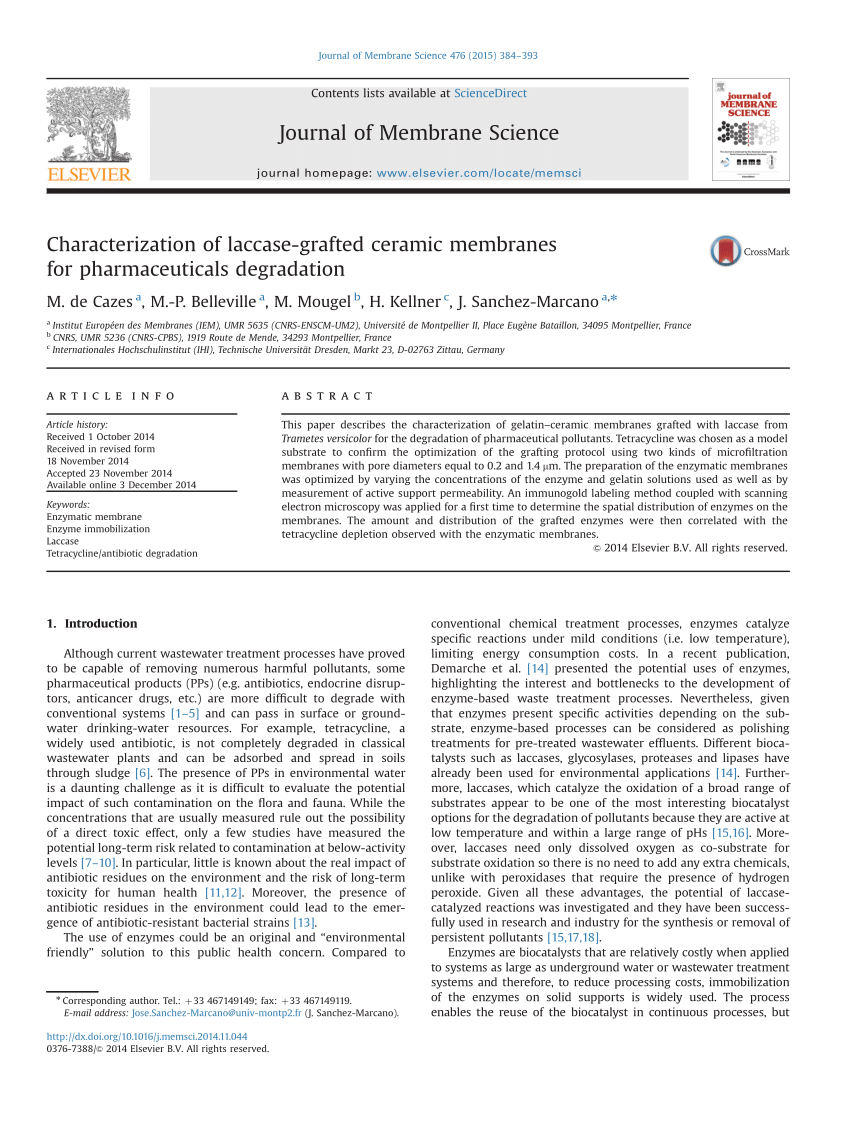 Journal of Membrane Science 476 (2015) 384–393
Contents lists available at ScienceDirect
Journal of Membrane Science
journal homepage: www.elsevier.com/locate/memsci
ELSEVIER
journal of
MEMBRANE
SCIENCE
Characterization of laccase-grafted ceramic membranes
for pharmaceuticals degradation
CrossMark
M. de Cazes a, M.-P. Belleville a, M. Mougel b, H. Kellner c, J. Sanchez-Marcano a,*
a Institut Européen des Membranes (IEM), UMR 5635 (CNRS-ENSCM-UM2), Université de Montpellier II, Place Eugène Bataillon, 34095 Montpellier, France
b CNRS, UMR 5236 (CNRS-CPBS), 1919 Route de Mende, 34293 Montpellier, France
c Internationales Hochschulinstitut (IHI), Technische Universität Dresden, Markt 23, D-02763 Zittau, Germany
ARTICLE INFO
Article history:
Received 1 October 2014
Received in revised form
18 November 2014
Accepted 23 November 2014
Available online 3 December 2014
Keywords:
Enzymatic membrane
Enzyme immobilization
Laccase
Tetracycline/antibiotic degradation
ABSTRACT
This paper describes the characterization of gelatin–ceramic membranes grafted with laccase from
Trametes versicolor for the degradation of pharmaceutical pollutants. Tetracycline was chosen as a model
substrate to confirm the optimization of the grafting protocol using two kinds of microfiltration
membranes with pore diameters equal to 0.2 and 1.4 μm. The preparation of the enzymatic membranes
was optimized by varying the concentrations of the enzyme and gelatin solutions used as well as by
measurement of active support permeability. An immunogold labeling method coupled with scanning
electron microscopy was applied for a first time to determine the spatial distribution of enzymes on the
membranes. The amount and distribution of the grafted enzymes were then correlated with the
tetracycline depletion observed with the enzymatic membranes.
© 2014 Elsevier B.V. All rights reserved.
1. Introduction
Although current wastewater treatment processes have proved
to be capable of removing numerous harmful pollutants, some
pharmaceutical products (PPs) (e.g. antibiotics, endocrine disrup-
tors, anticancer drugs, etc.) are more difficult to degrade with
conventional systems [1–5] and can pass in surface or ground-
water drinking-water resources. For example, tetracycline, a
widely used antibiotic, is not completely degraded in classical
wastewater plants and can be adsorbed and spread in soils
through sludge [6]. The presence of PPs in environmental water
is a daunting challenge as it is difficult to evaluate the potential
impact of such contamination on the flora and fauna. While the
concentrations that are usually measured rule out the possibility
of a direct toxic effect, only a few studies have measured the
potential long-term risk related to contamination at below-activity
levels [7–10]. In particular, little is known about the real impact of
antibiotic residues on the environment and the risk of long-term
toxicity for human health [11,12]. Moreover, the presence of
antibiotic residues in the environment could lead to the emer-
gence of antibiotic-resistant bacterial strains [13].
The use of enzymes could be an original and “environmental
friendly” solution to this public health concern. Compared to
conventional chemical treatment processes, enzymes catalyze
specific reactions under mild conditions (i.e. low temperature),
limiting energy consumption costs. In a recent publication,
Demarche et al. [14] presented the potential uses of enzymes,
highlighting the interest and bottlenecks to the development of
enzyme-based waste treatment processes. Nevertheless, given
that enzymes present specific activities depending on the sub-
strate, enzyme-based processes can be considered as polishing
treatments for pre-treated wastewater effluents. Different bioca-
talysts such as laccases, glycosylases, proteases and lipases have
already been used for environmental applications [14]. Further-
more, laccases, which catalyze the oxidation of a broad range of
substrates appear to be one of the most interesting biocatalyst
options for the degradation of pollutants because they are active at
low temperature and within a large range of pHs [15,16]. More-
over, laccases need only dissolved oxygen as co-substrate for
substrate oxidation so there is no need to add any extra chemicals,
unlike with peroxidases that require the presence of hydrogen
peroxide. Given all these advantages, the potential of laccase-
catalyzed reactions was investigated and they have been success-
fully used in research and industry for the synthesis or removal of
persistent pollutants [15,17,18].
Enzymes are biocatalysts that are relatively costly when applied
to systems as large as underground water or wastewater treatment
systems and therefore, to reduce processing costs, immobilization
of the enzymes on solid supports is widely used. The process
enables the reuse of the biocatalyst in continuous processes, but
* Corresponding author. Tel.: +33 467149149; fax: +33 467149119.
E-mail address: Jose.Sanchez-Marcano@univ-montp2.fr (J. Sanchez-Marcano).
http://dx.doi.org/10.1016/j.memsci.2014.11.044
0376-7388/© 2014 Elsevier B.V. All rights reserved.